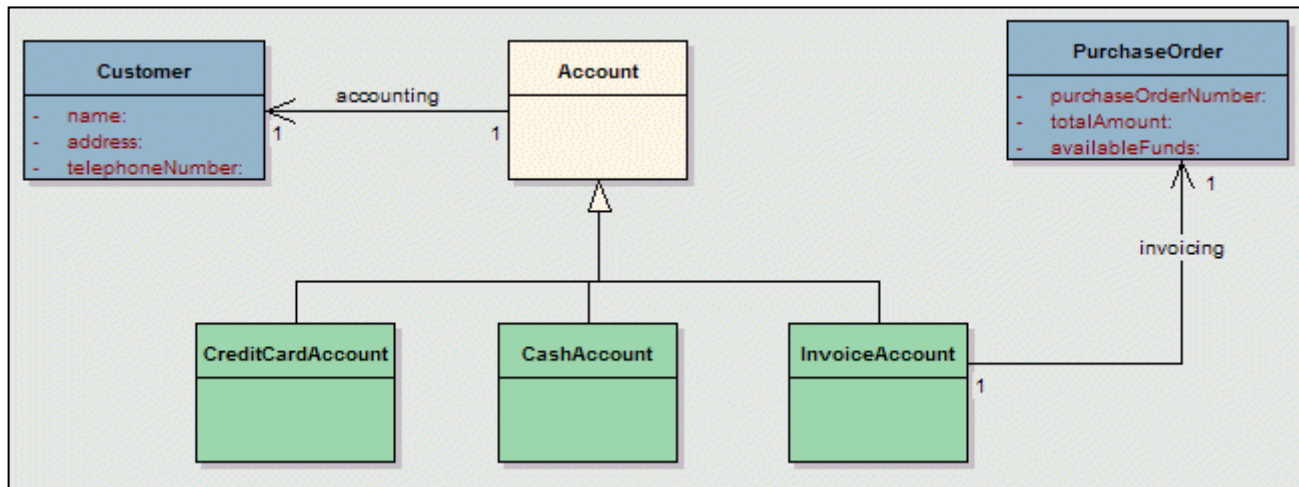 Customer
- name:
- address:
- telephoneNumber:
accounting
1
1
Account
PurchaseOrder
- purchaseOrderNumber:
- totalAmount:
- availableFunds:
1
invoicing
CreditCardAccount
CashAccount
InvoiceAccount
1